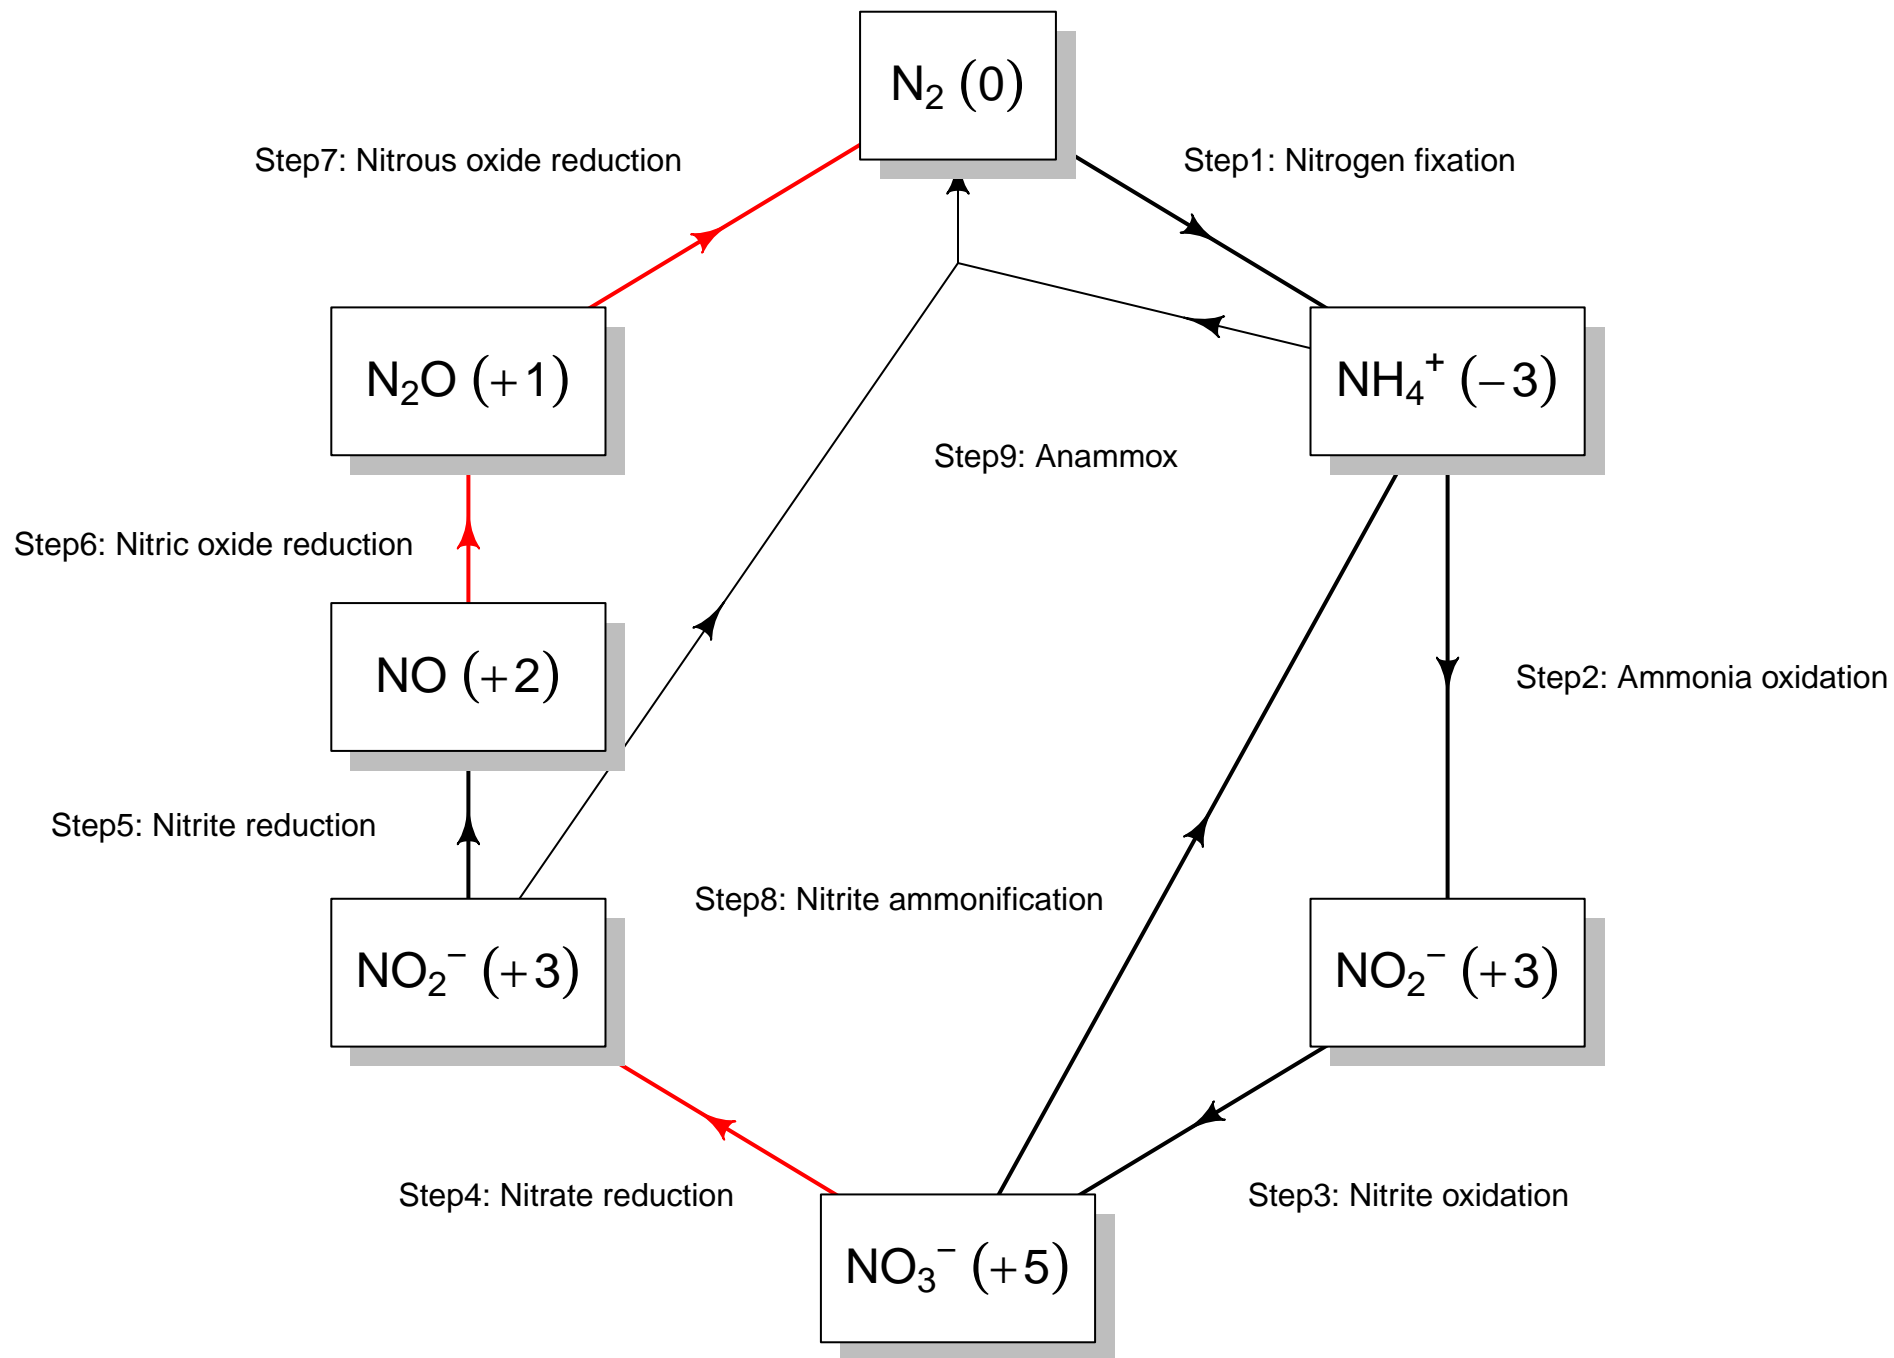 N₂ (0)
Step7: Nitrous oxide reduction
Step1: Nitrogen fixation
N₂O (+1)
NH₄⁺ (−3)
Step9: Anammox
Step6: Nitric oxide reduction
NO (+2)
Step2: Ammonia oxidation
Step5: Nitrite reduction
Step8: Nitrite ammonification
NO₂⁻ (+3)
NO₂⁻ (+3)
Step4: Nitrate reduction
Step3: Nitrite oxidation
NO₃⁻ (+5)